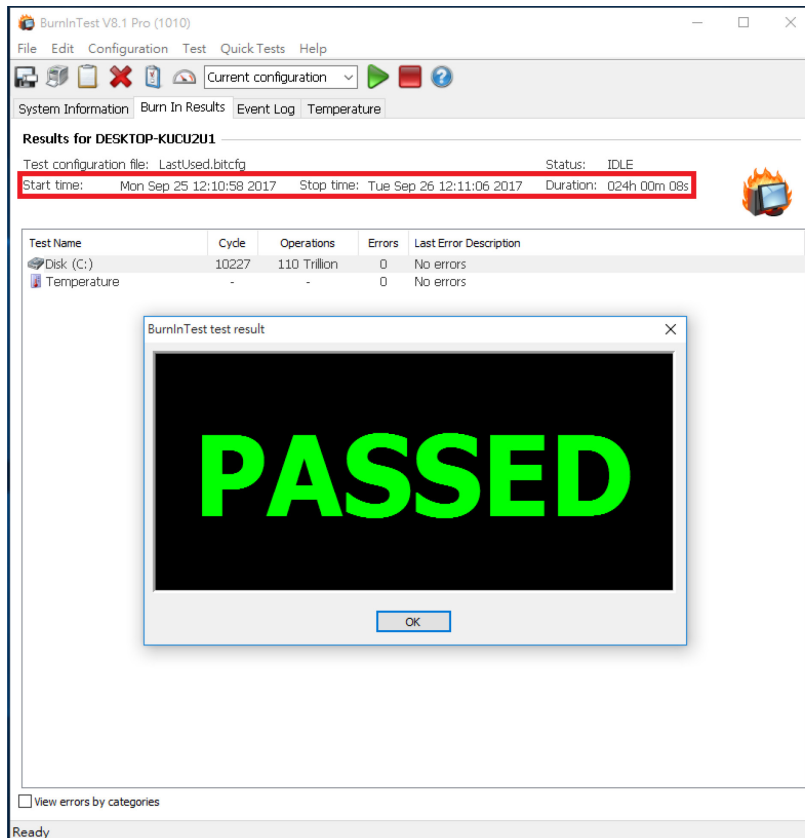 BurnInTest V8.1 Pro (1010)
File Edit Configuration Test Quick Tests Help
Current configuration
System Information Burn In Results Event Log Temperature
Results for DESKTOP-KUCU2U1
Test configuration file: LastUsed.bitcfg Status: IDLE
Start time: Mon Sep 25 12:10:58 2017 Stop time: Tue Sep 26 12:11:06 2017 Duration: 024h 00m 08s
Test Name Cycle Operations Errors Last Error Description
Disk (C:) 10227 110 Trillion 0 No errors
Temperature - - 0 No errors
BurnInTest test result
PASSED
OK
View errors by categories
Ready